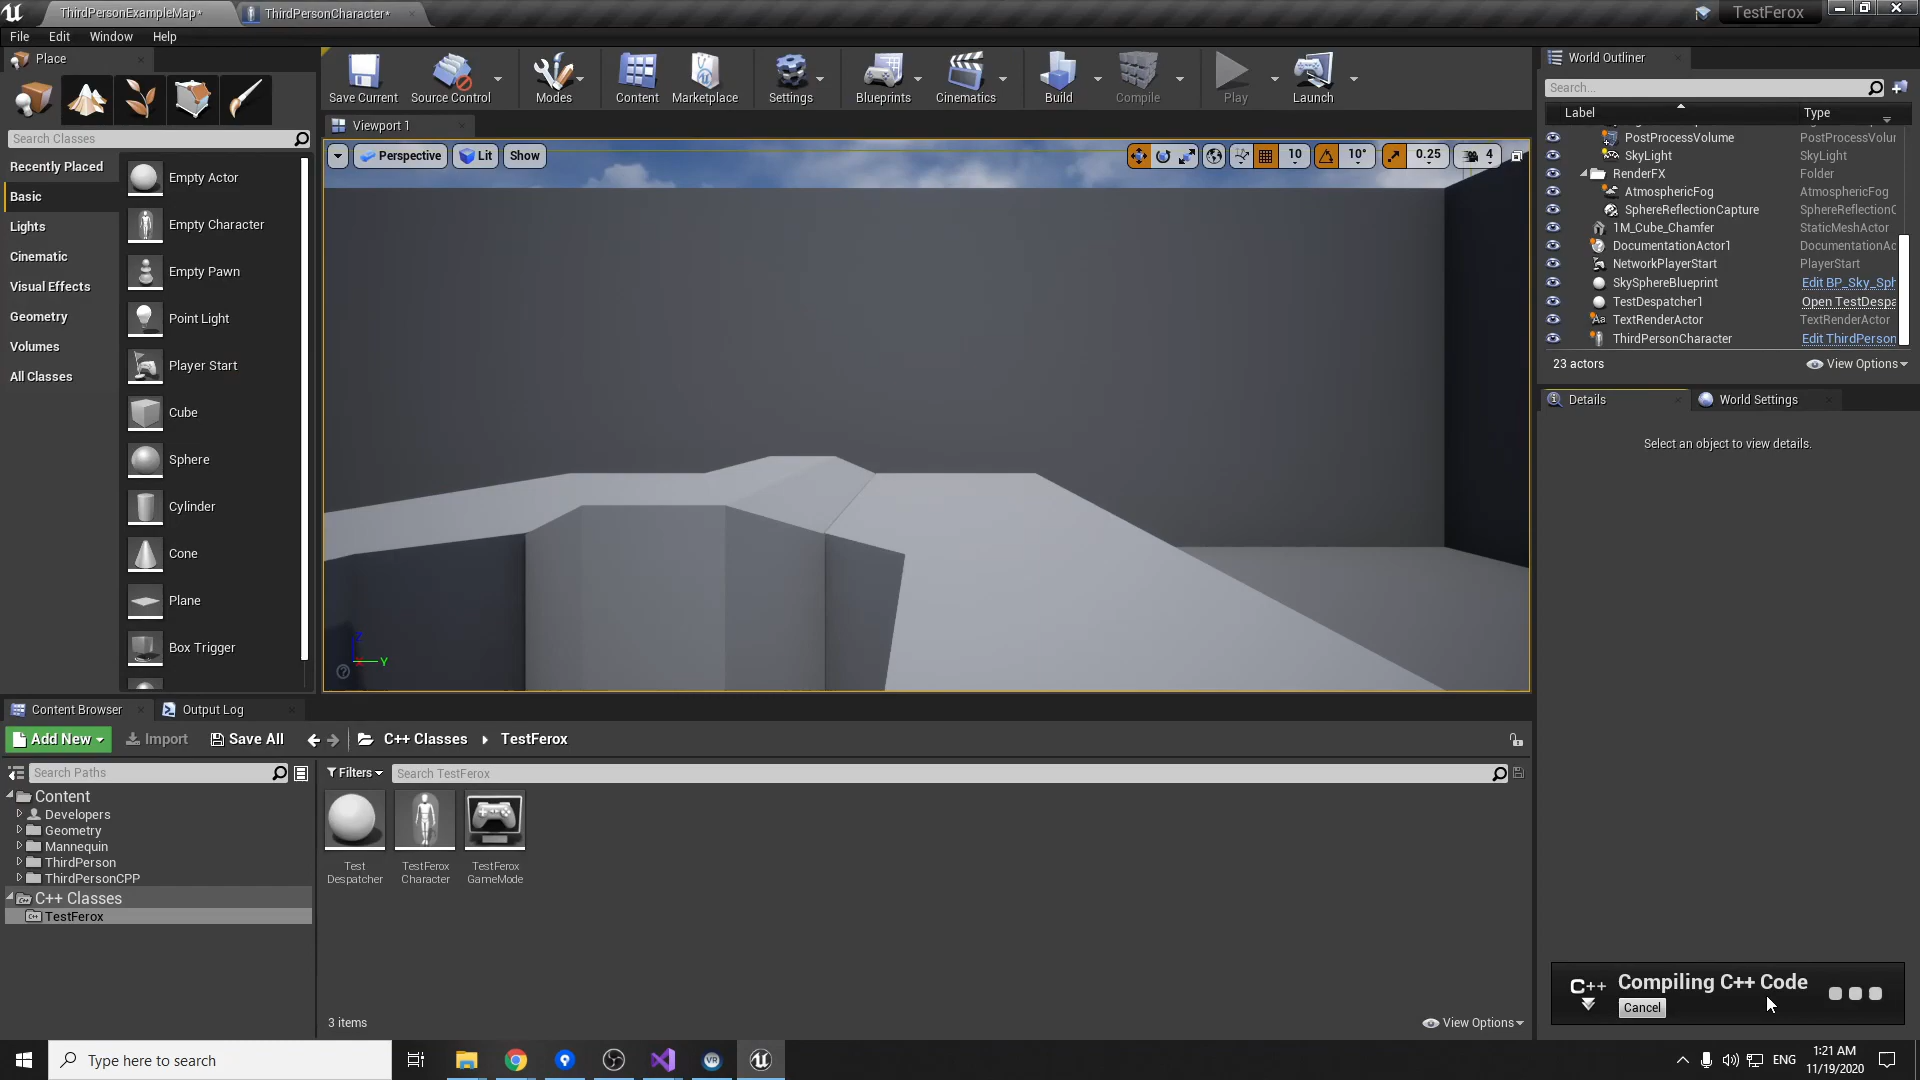 ThirdPersonExampleMap*
ThirdPersonCharacter*
TestFerox
File Edit Window Help
Place
Save Current
Source Control
Modes
Content
Marketplace
Settings
Blueprints
Cinematics
Build
Compile
Play
Launch
World Outliner
Search...
Label Type
Search Classes
Viewport 1
Perspective
Lit
Show
10
10°
0.25
4
Recently Placed
Basic
Lights
Cinematic
Visual Effects
Geometry
Volumes
All Classes
Empty Actor
Empty Character
Empty Pawn
Point Light
Player Start
Cube
Sphere
Cylinder
Cone
Plane
Box Trigger
PostProcessVolume PostProcessVolu
SkyLight SkyLight
RenderFX Folder
AtmosphericFog AtmosphericFog
SphereReflectionCapture SphereReflectionC
1M_Cube_Chamfer StaticMeshActor
DocumentationActor1 DocumentationAc
NetworkPlayerStart PlayerStart
SkySphereBlueprint Edit BP_Sky_Sph
TestDespatcher1 Open TestDespa
TextRenderActor TextRenderActor
ThirdPersonCharacter Edit ThirdPerson
23 actors
View Options
Details
World Settings
Select an object to view details.
Z
X
Y
Content Browser
Output Log
Add New
Import
Save All
C++ Classes
TestFerox
Search Paths
Filters
Search TestFerox
Content
Developers
Geometry
Mannequin
ThirdPerson
ThirdPersonCPP
C++ Classes
TestFerox
Test
Despatcher
TestFerox
Character
TestFerox
GameMode
3 items
View Options
C++
Compiling C++ Code
Cancel
Type here to search
ENG
1:21 AM
11/19/2020